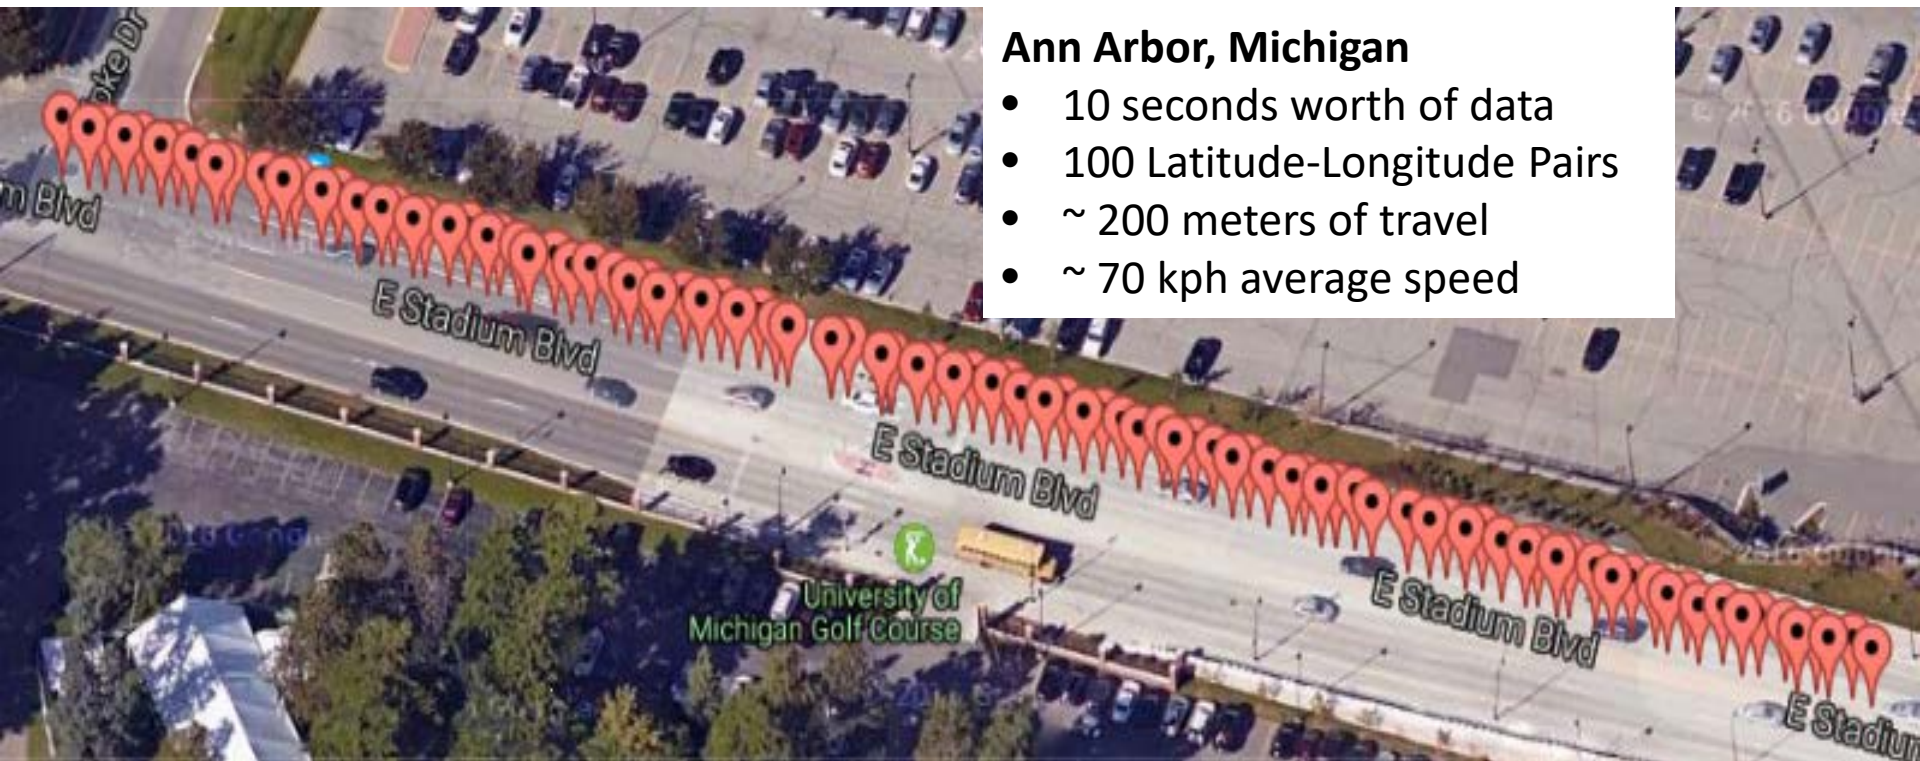 Ann Arbor, Michigan
• 10 seconds worth of data
• 100 Latitude-Longitude Pairs
• ~ 200 meters of travel
• ~ 70 kph average speed
E Stadium Blvd
E Stadium Blvd
University of
Michigan Golf Course
E Stadium Blvd
Blvd